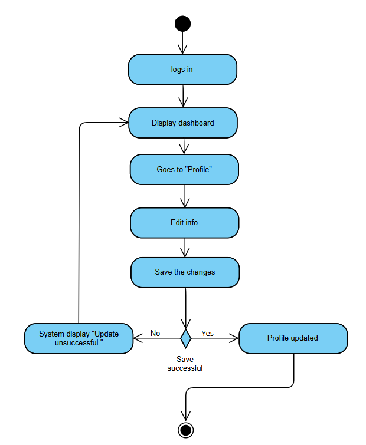 logs in
Display dashboard
Goes to "Profile"
Edit info
Save the changes
No
Yes
System display "Update
unsuccessful "
Profile updated
Save
successful